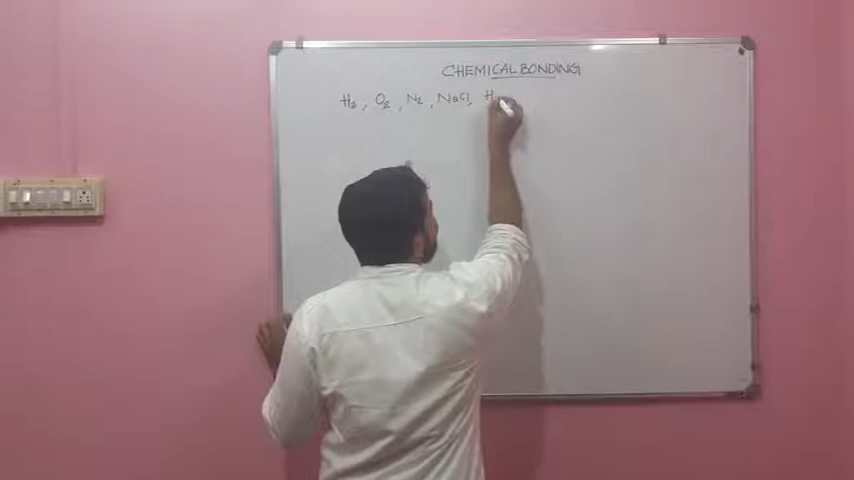 CHEMICAL BONDING
H₂, O₂, N₂, NaCl, H